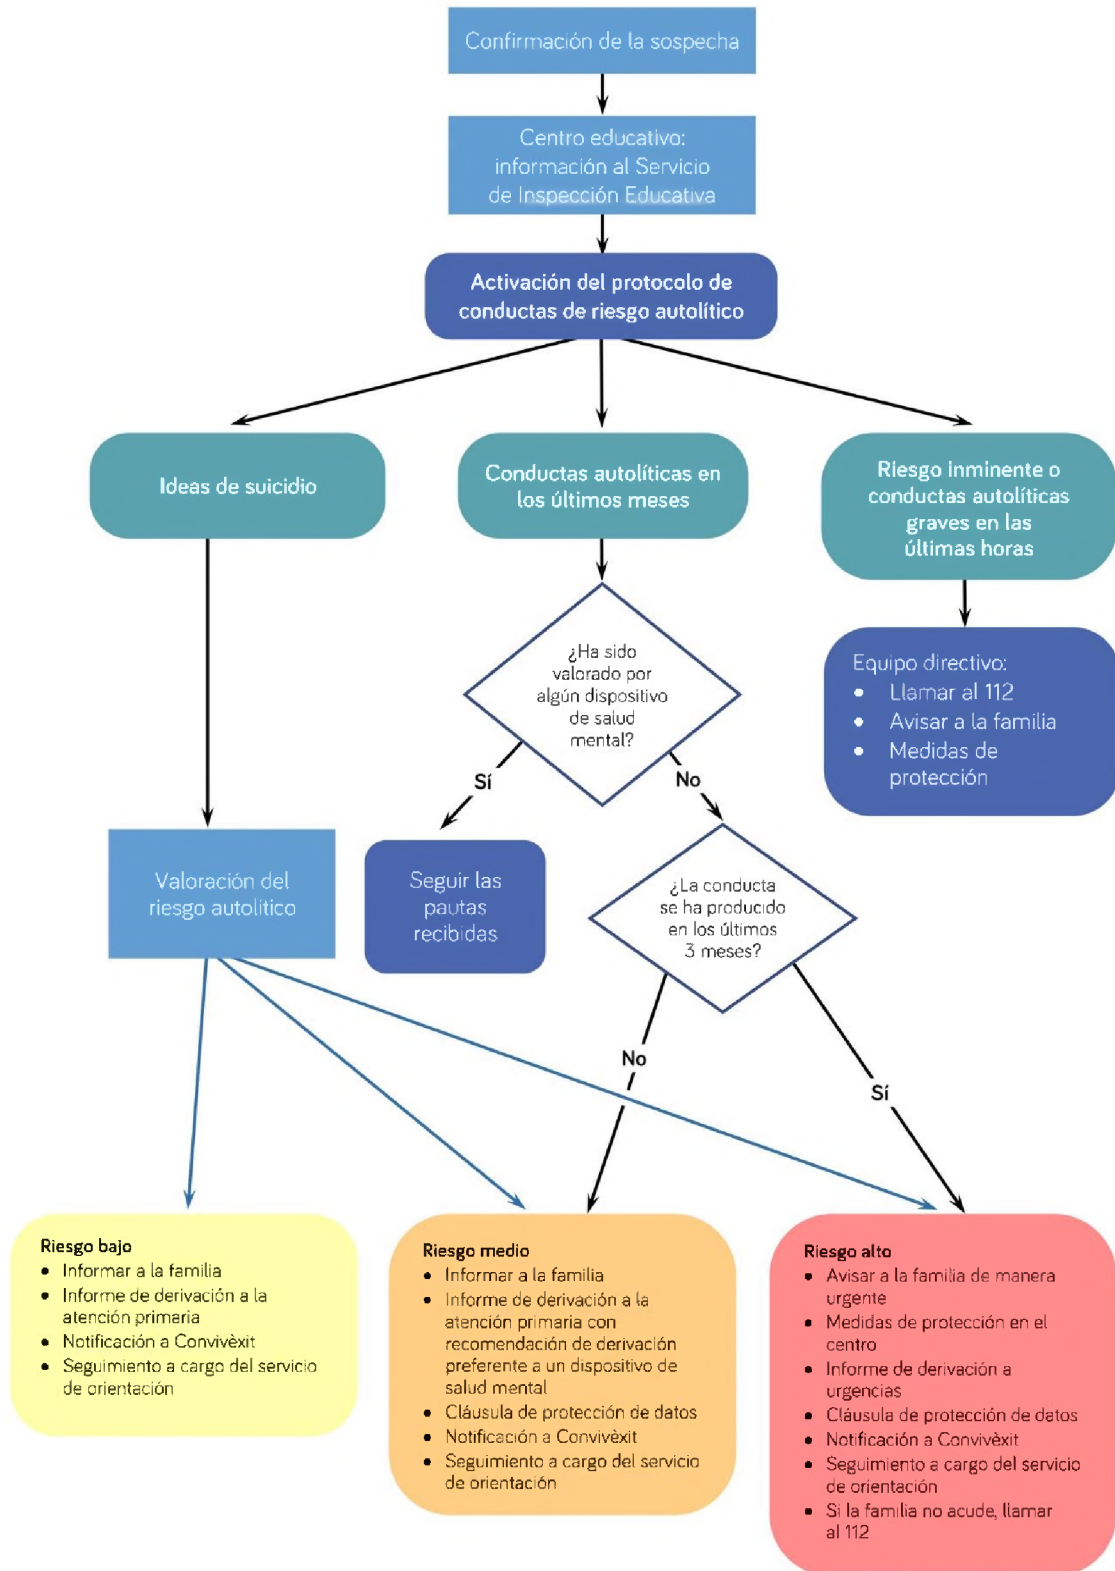 Confirmación de la sospecha
Centro educativo:
información al Servicio
de Inspección Educativa
Activación del protocolo de
conductas de riesgo autolítico
Ideas de suicidio
Conductas autolíticas en
los últimos meses
Riesgo inminente o
conductas autolíticas
graves en las
últimas horas
¿Ha sido
valorado por
algún dispositivo
de salud
mental?
Equipo directivo:
• Llamar al 112
• Avisar a la familia
• Medidas de
protección
Sí
No
Valoración del
riesgo autolítico
Seguir las
pautas
recibidas
¿La conducta
se ha producido
en los últimos
3 meses?
No
Sí
Riesgo bajo
• Informar a la familia
• Informe de derivación a la
atención primaria
• Notificación a Convivèxit
• Seguimiento a cargo del servicio
de orientación
Riesgo medio
• Informar a la familia
• Informe de derivación a la
atención primaria con
recomendación de derivación
preferente a un dispositivo de
salud mental
• Cláusula de protección de datos
• Notificación a Convivèxit
• Seguimiento a cargo del servicio
de orientación
Riesgo alto
• Avisar a la familia de manera
urgente
• Medidas de protección en el
centro
• Informe de derivación a
urgencias
• Cláusula de protección de datos
• Notificación a Convivèxit
• Seguimiento a cargo del servicio
de orientación
• Si la familia no acude, llamar
al 112